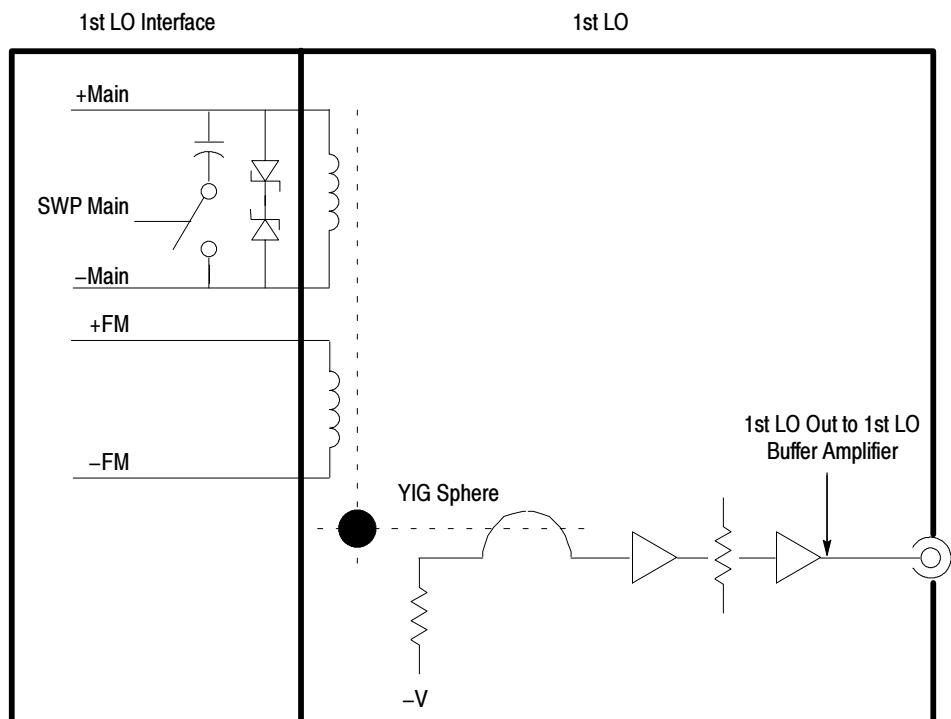 1st LO Interface
1st LO
+Main
SWP Main
–Main
+FM
–FM
1st LO Out to 1st LO
Buffer Amplifier
YIG Sphere
–V